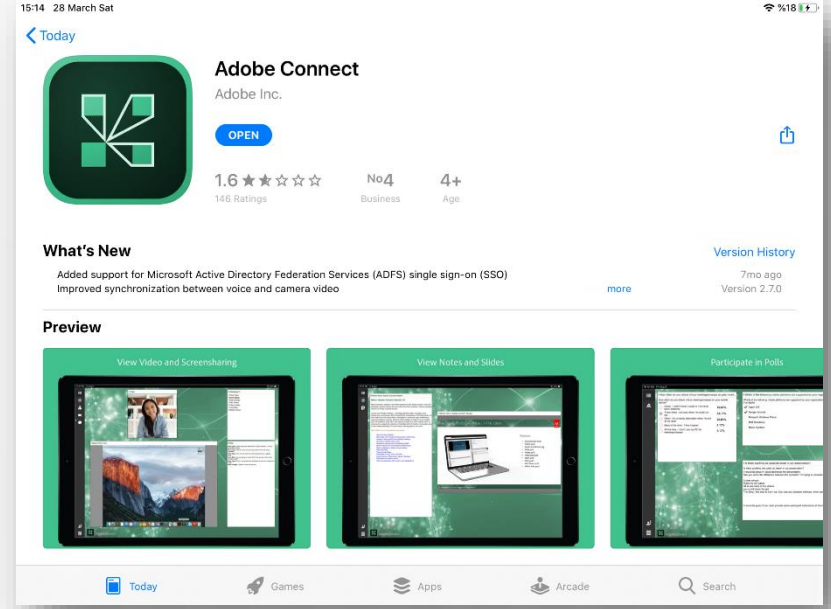 15:14 28 March Sat
%18
Today
Adobe Connect
Adobe Inc.
OPEN
1.6
No4
4+
146 Ratings
Business
Age
What's New
Version History
Added support for Microsoft Active Directory Federation Services (ADFS) single sign-on (SSO)
7mo ago
Improved synchronization between voice and camera video
more
Version 2.7.0
Preview
View Video and Screensharing
View Notes and Slides
Participate in Polls
Today
Games
Apps
Arcade
Search